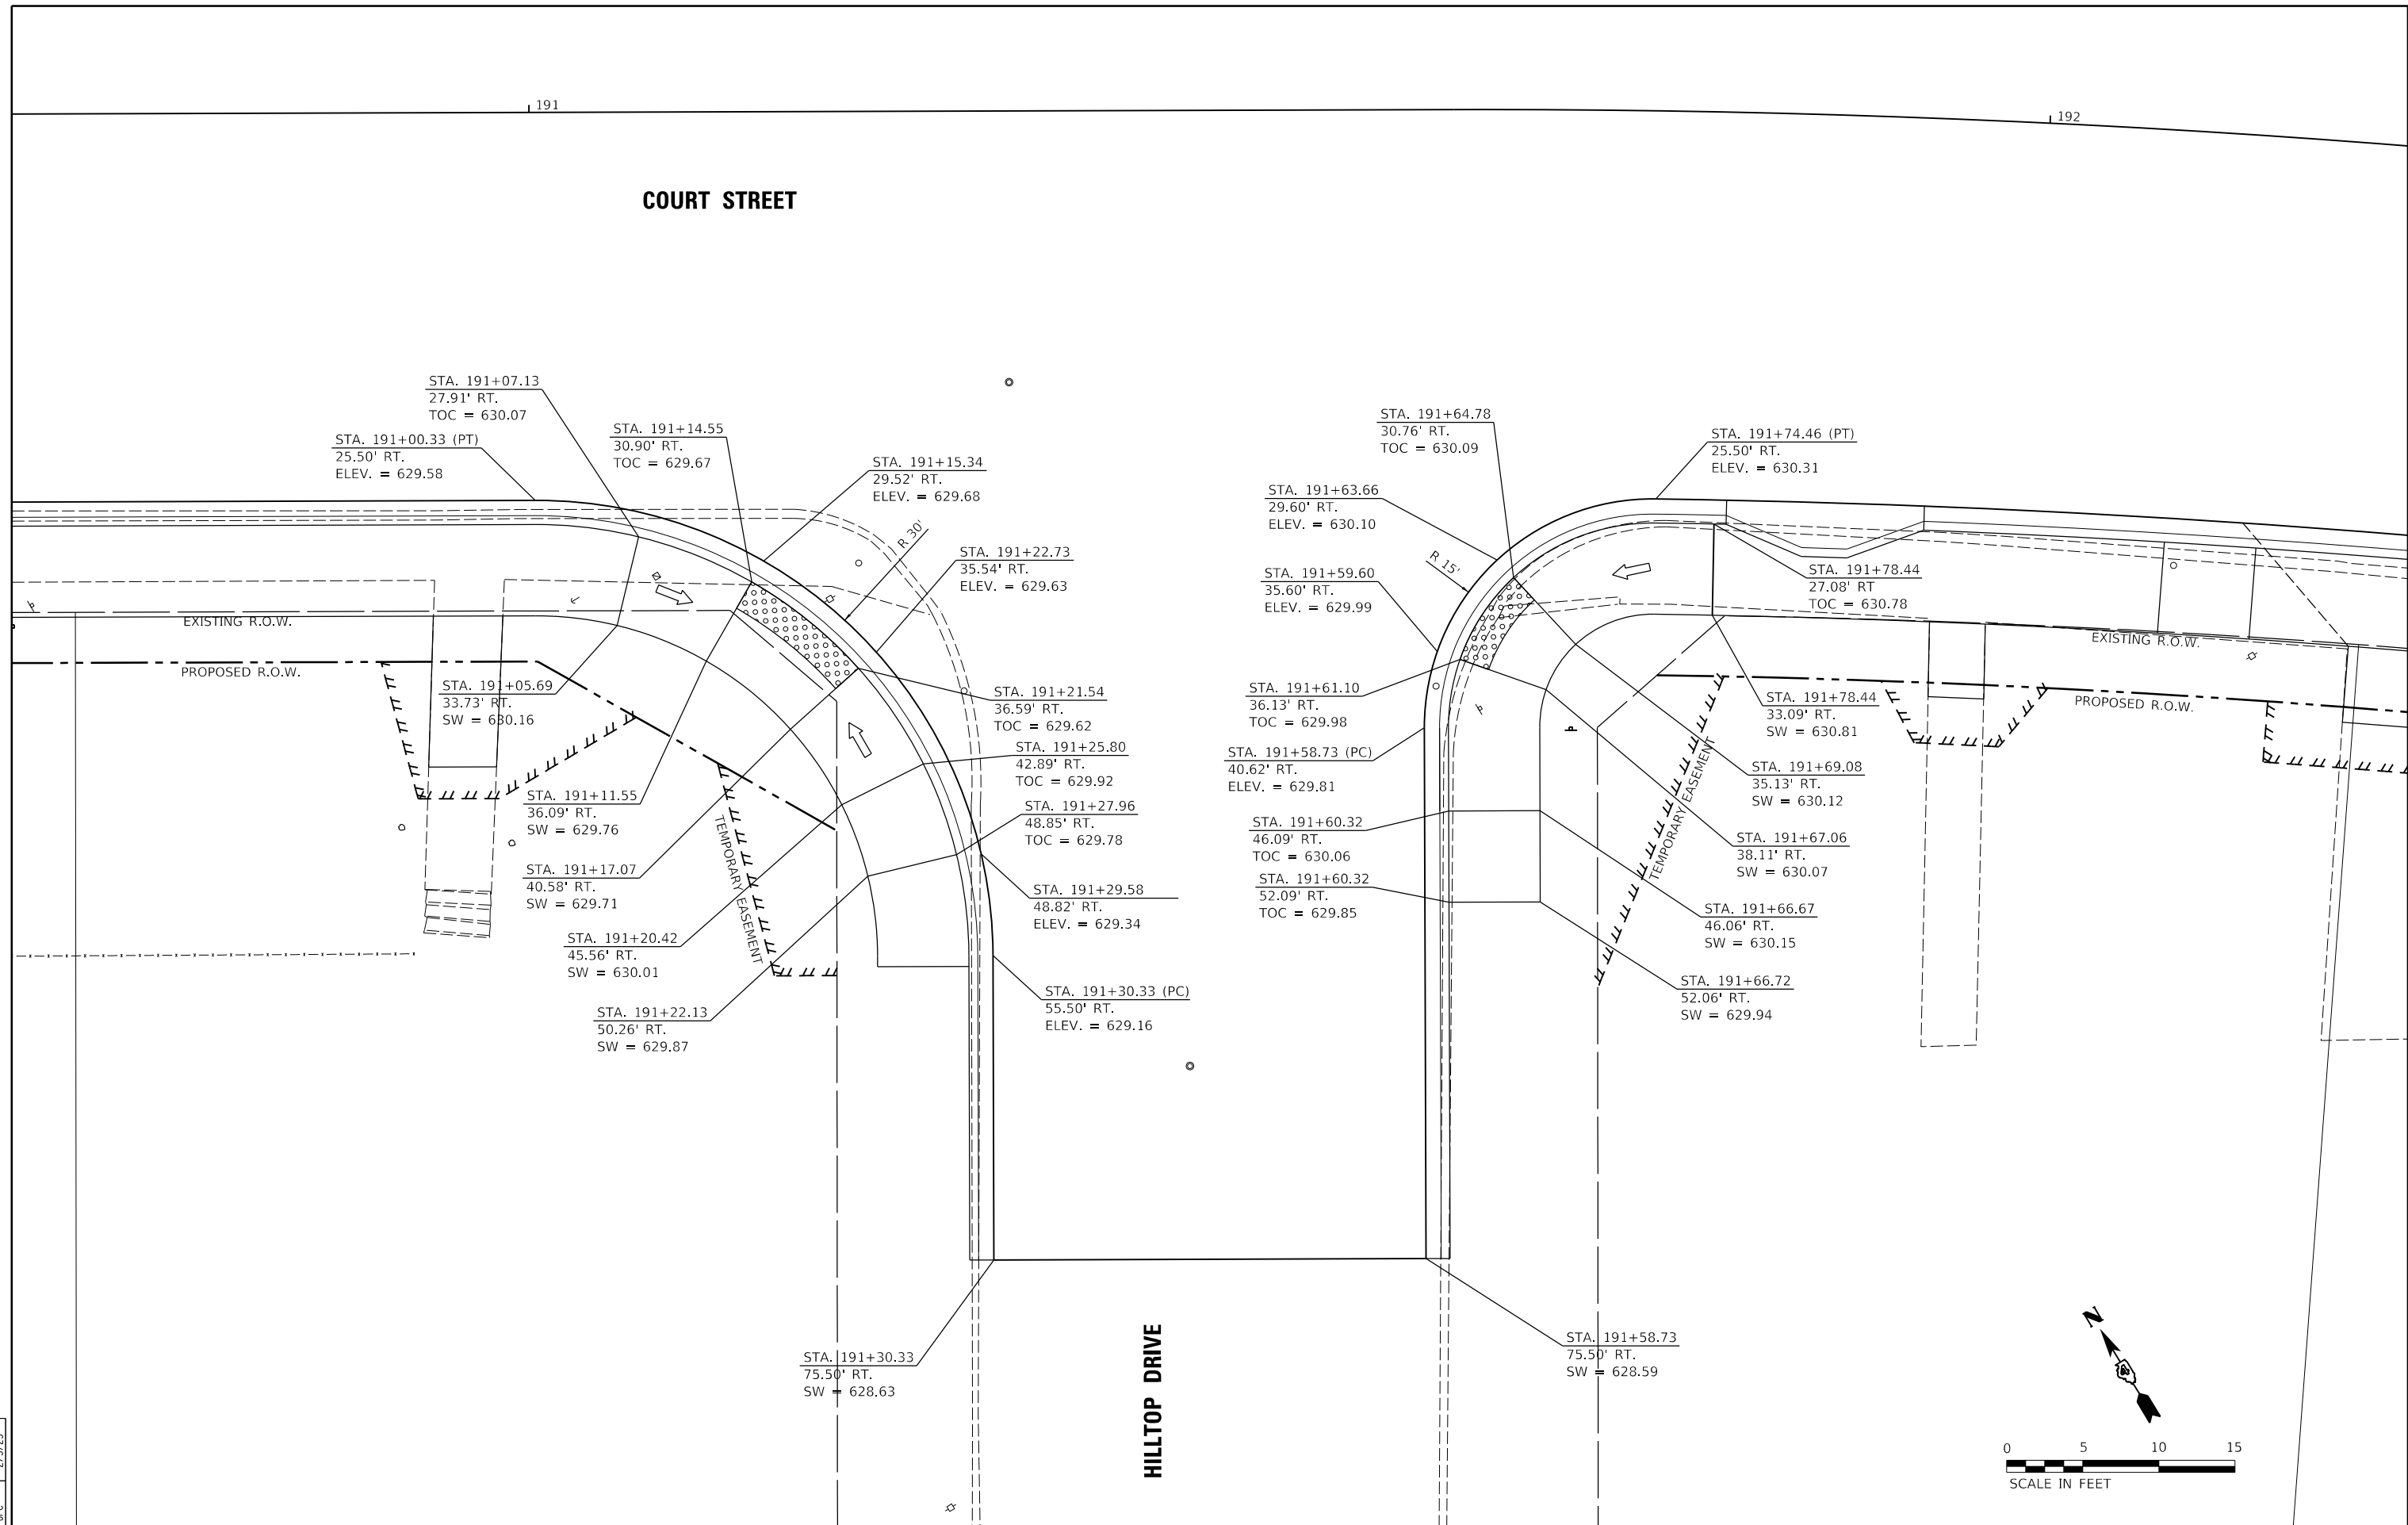 191
192
COURT STREET
STA. 191+07.13
27.91' RT.
TOC = 630.07
STA. 191+00.33 (PT)
25.50' RT.
ELEV. = 629.58
STA. 191+14.55
30.90' RT.
TOC = 629.67
STA. 191+15.34
29.52' RT.
ELEV. = 629.68
R 30'
STA. 191+22.73
35.54' RT.
ELEV. = 629.63
STA. 191+64.78
30.76' RT.
TOC = 630.09
STA. 191+74.46 (PT)
25.50' RT.
ELEV. = 630.31
STA. 191+63.66
29.60' RT.
ELEV. = 630.10
R 15'
STA. 191+59.60
35.60' RT.
ELEV. = 629.99
STA. 191+78.44
27.08' RT
TOC = 630.78
EXISTING R.O.W.
PROPOSED R.O.W.
EXISTING R.O.W.
PROPOSED R.O.W.
STA. 191+05.69
33.73' RT.
SW = 630.16
STA. 191+21.54
36.59' RT.
TOC = 629.62
STA. 191+61.10
36.13' RT.
TOC = 629.98
STA. 191+78.44
33.09' RT.
SW = 630.81
STA. 191+25.80
42.89' RT.
TOC = 629.92
STA. 191+58.73 (PC)
40.62' RT.
ELEV. = 629.81
STA. 191+69.08
35.13' RT.
SW = 630.12
STA. 191+11.55
36.09' RT.
SW = 629.76
STA. 191+27.96
48.85' RT.
TOC = 629.78
STA. 191+60.32
46.09' RT.
TOC = 630.06
STA. 191+67.06
38.11' RT.
SW = 630.07
TEMPORARY EASEMENT
TEMPORARY EASEMENT
STA. 191+17.07
40.58' RT.
SW = 629.71
STA. 191+29.58
48.82' RT.
ELEV. = 629.34
STA. 191+60.32
52.09' RT.
TOC = 629.85
STA. 191+66.67
46.06' RT.
SW = 630.15
STA. 191+20.42
45.56' RT.
SW = 630.01
STA. 191+66.72
52.06' RT.
SW = 629.94
STA. 191+22.13
50.26' RT.
SW = 629.87
STA. 191+30.33 (PC)
55.50' RT.
ELEV. = 629.16
STA. 191+30.33
75.50' RT.
SW = 628.63
HILLTOP DRIVE
STA. 191+58.73
75.50' RT.
SW = 628.59
N
0 5 10 15
SCALE IN FEET